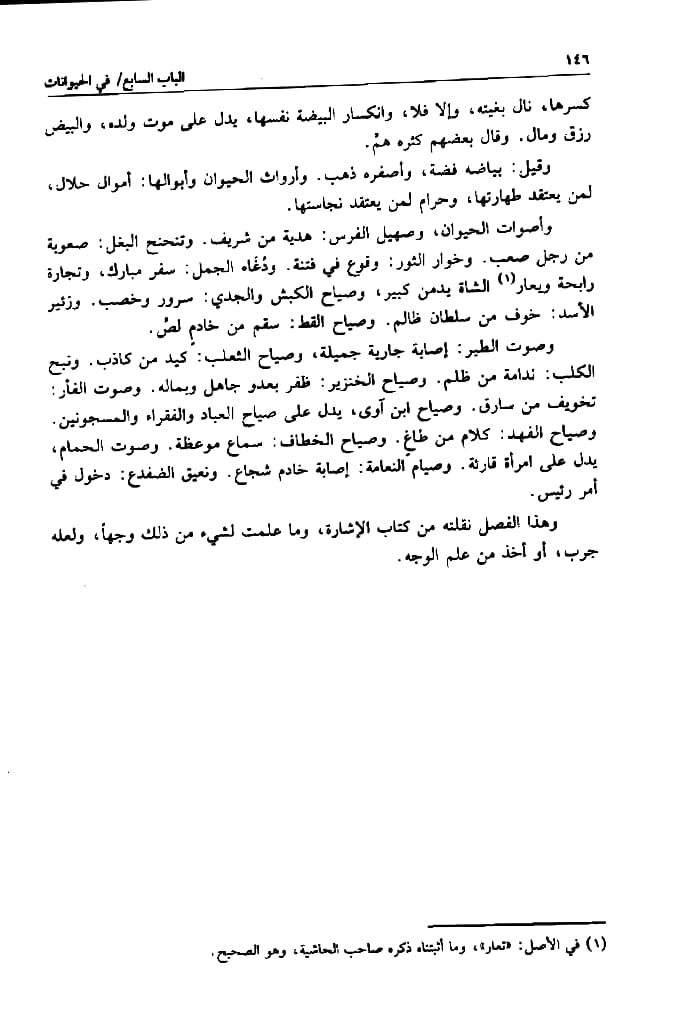 ١٤٦
الباب السابع/ في الحيوانات
كسرها، نال بغيته، وإلا فلا، وانكسار البيضة نفسها، يدل على موت ولده، والبيض
رزق ومال. وقال بعضهم كثره همٌ.
وقيل: بياضه فضة، وأصفره ذهب. وأرواث الحيوان وأبوالها: أموال حلال،
لمن يعتقد طهارتها، وحرام لمن يعتقد نجاستها.
وأصوات الحيوان، وصهيل الفرس: هدية من شريف. وتنحنح البغل: صعوبة
من رجل صعب. وخوار الثور: وقوع في فتنة. ودُغاه الجمل: سفر مبارك، وتجارة
رابحة ويعار(١) الشاة يدمن كبير، وصياح الكبش والجدي: سرور وخصب. وزئير
الأسد: خوف من سلطان ظالم. وصياح القط: سقم من خادمٍ لصٌ.
وصوت الطير: إصابة جارية جميلة، وصياح الثعلب: كيد من كاذب. ونبح
الكلب: ندامة من ظلم. وصياح الخنزير: ظفر بعدو جاهل وبماله. وصوت الفأر:
تخويف من سارق. وصياح ابن آوى، يدل على صياح العباد والفقراء والمسجونين.
وصياح الفهد: كلام من طاغٍ. وصياح الخطاف: سماع موعظة. وصوت الحمام،
يدل على امرأة قارئة. وصيام النعامة: إصابة خادم شجاع. ونعيق الضفدع: دخول في
أمر رئيس.
وهذا الفصل نقلته من كتاب الإشارة، وما علمت لشيء من ذلك وجهاً، ولعله
جرب، أو أخذ من علم الوجه.
(١) في الأصل: «تعار»، وما أثبتناه ذكره صاحب الحاشية، وهو الصحيح.